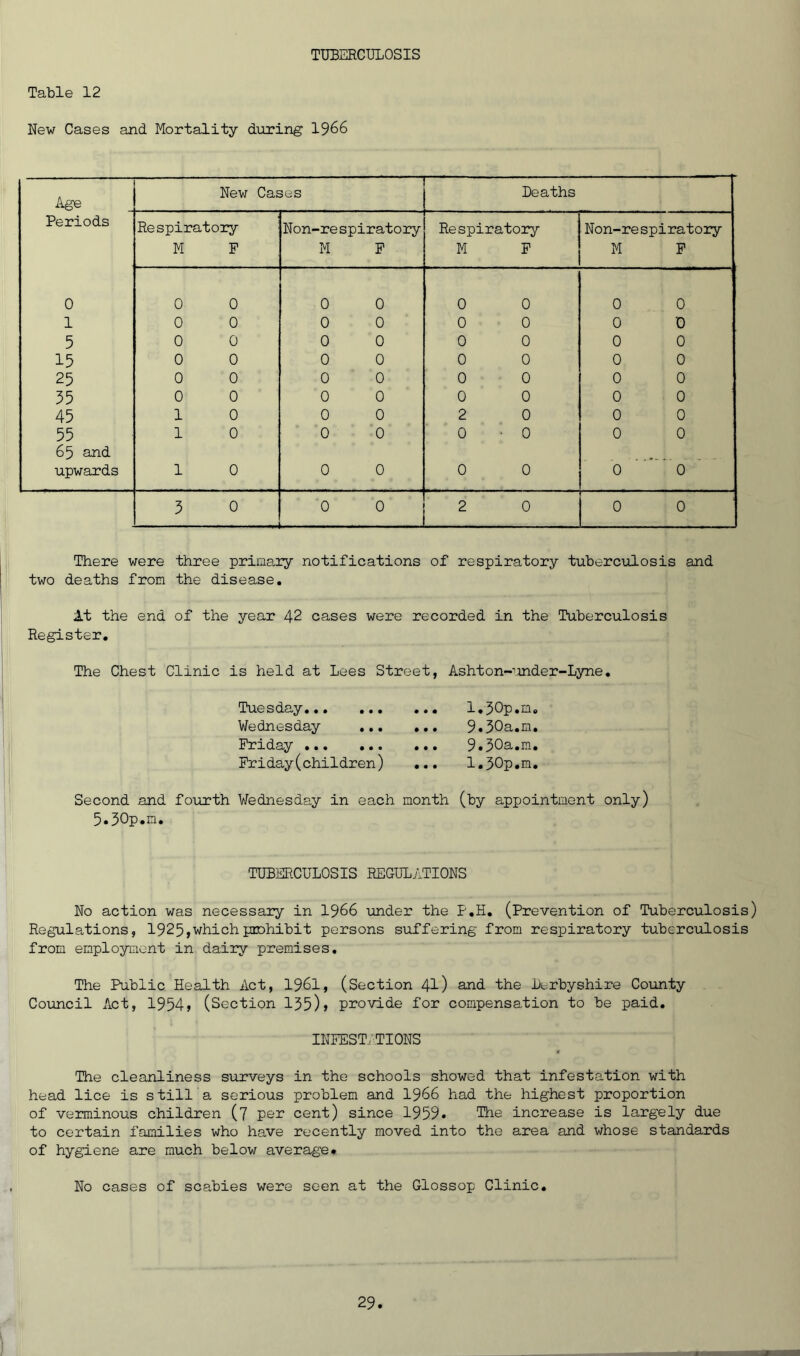 TUBERCULOSIS
Table 12
New Cases and Mortality during 1966
Age Periods | New Cases | Deaths
Respiratory | Non-respiratory | Respiratory | Non-respiratory
M F | M F | M F | M F
0 | 0 0 | 0 0 | 0 0 | 0 0
1 | 0 0 | 0 0 | 0 0 | 0 0
5 | 0 0 | 0 0 | 0 0 | 0 0
15 | 0 0 | 0 0 | 0 0 | 0 0
25 | 0 0 | 0 0 | 0 0 | 0 0
35 | 0 0 | 0 0 | 0 0 | 0 0
45 | 1 0 | 0 0 | 2 0 | 0 0
55 | 1 0 | 0 0 | 0 0 | 0 0
65 and
upwards | 1 0 | 0 0 | 0 0 | 0 0
3 0 | 0 0 | 2 0 | 0 0
There were three primary notifications of respiratory tuberculosis and
two deaths from the disease.
At the end of the year 42 cases were recorded in the Tuberculosis
Register.
The Chest Clinic is held at Lees Street, Ashton-under-Lyne.
Tuesday... ... ... 1.30p.m.
Wednesday ... ... 9.30a.m.
Friday ... ... ... 9.30a.m.
Friday(children) ... 1.30p.m.
Second and fourth Wednesday in each month (by appointment only)
5.30p.m.
TUBERCULOSIS REGULATIONS
No action was necessary in 1966 under the P.H. (Prevention of Tuberculosis)
Regulations, 1925,which prohibit persons suffering from respiratory tuberculosis
from employment in dairy premises.
The Public Health Act, 1961, (Section 41) and the Derbyshire County
Council Act, 1954, (Section 135), provide for compensation to be paid.
INFESTATIONS
The cleanliness surveys in the schools showed that infestation with
head lice is still a serious problem and 1966 had the highest proportion
of verminous children (7 per cent) since 1959. The increase is largely due
to certain families who have recently moved into the area and whose standards
of hygiene are much below average.
No cases of scabies were seen at the Glossop Clinic.
29.